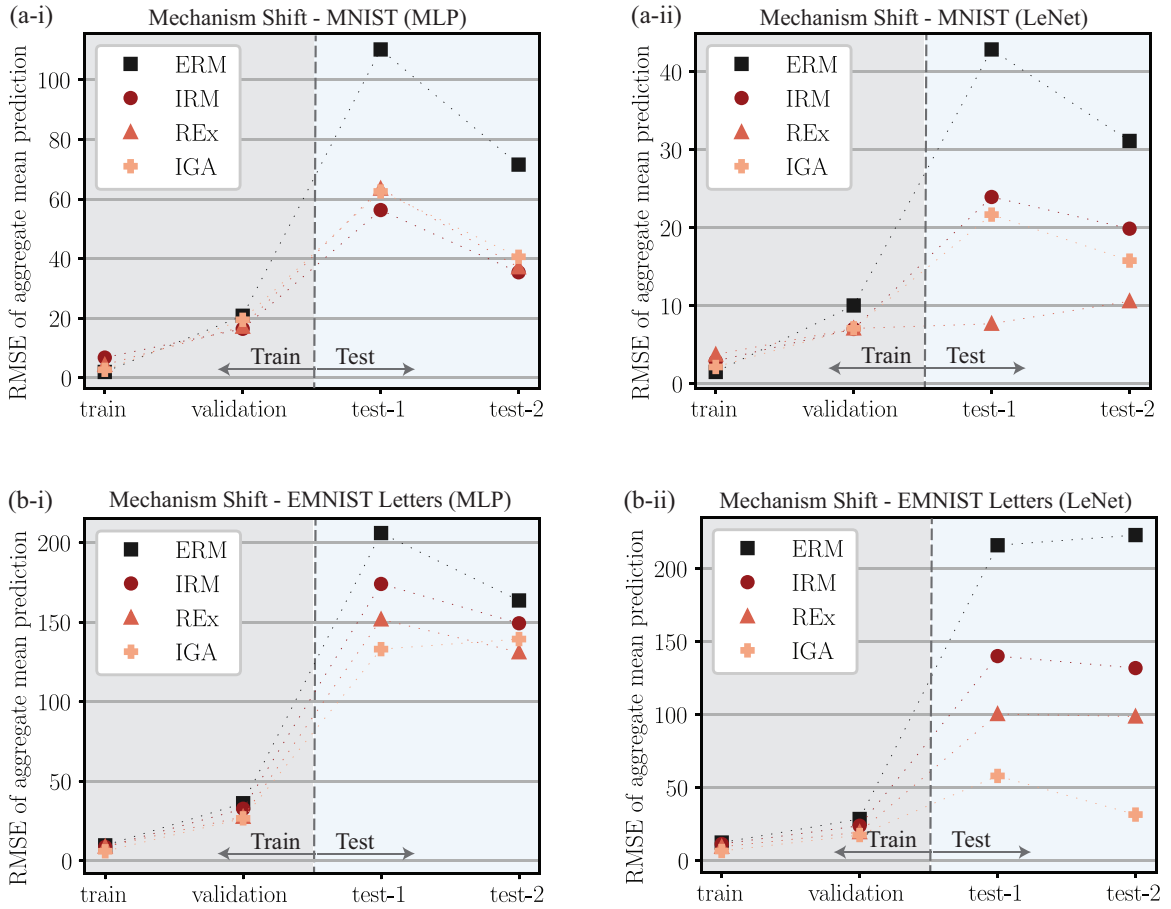 (a-i)
Mechanism Shift - MNIST (MLP)
RMSE of aggregate mean prediction
100
80
60
40
20
0
ERM
IRM
REx
IGA
Train
Test
train
validation
test-1
test-2
(a-ii)
Mechanism Shift - MNIST (LeNet)
RMSE of aggregate mean prediction
40
30
20
10
0
ERM
IRM
REx
IGA
Train
Test
train
validation
test-1
test-2
(b-i)
Mechanism Shift - EMNIST Letters (MLP)
RMSE of aggregate mean prediction
200
150
100
50
0
ERM
IRM
REx
IGA
Train
Test
train
validation
test-1
test-2
(b-ii)
Mechanism Shift - EMNIST Letters (LeNet)
RMSE of aggregate mean prediction
200
150
100
50
0
ERM
IRM
REx
IGA
Train
Test
train
validation
test-1
test-2